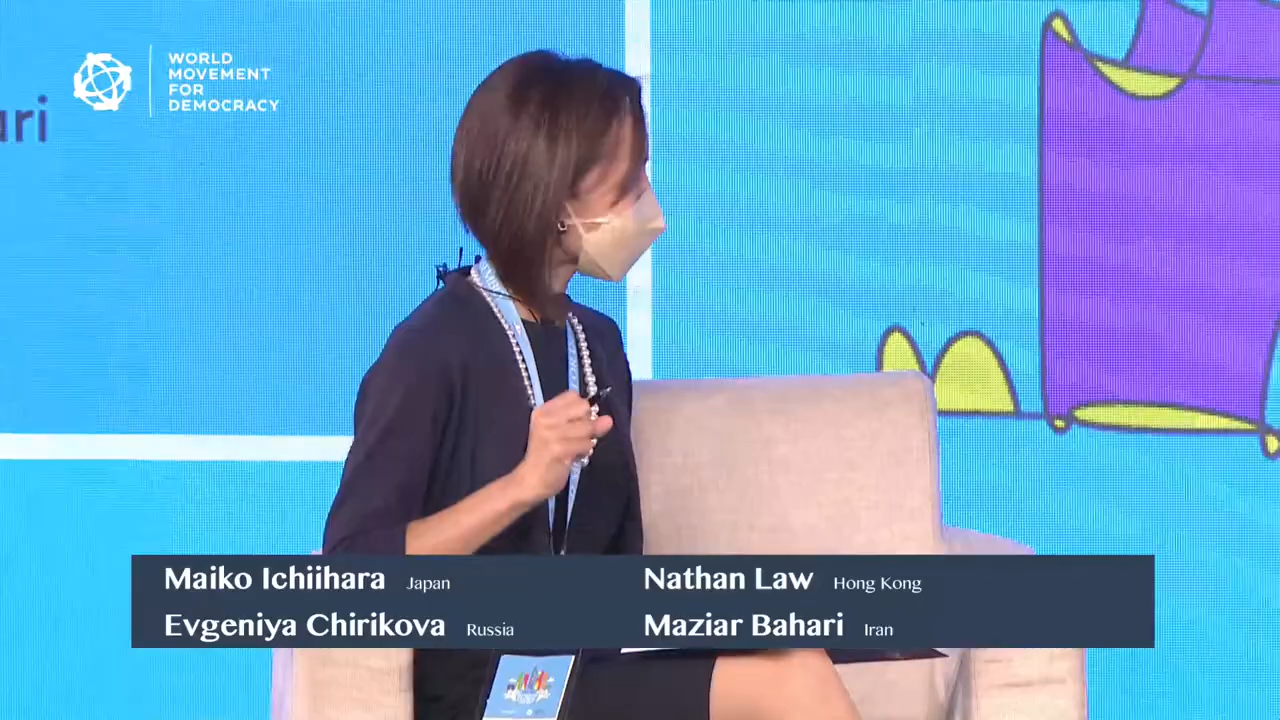 WORLD
MOVEMENT
FOR
DEMOCRACY
ari
Maiko Ichiihara Japan
Nathan Law Hong Kong
Evgeniya Chirikova Russia
Maziar Bahari Iran